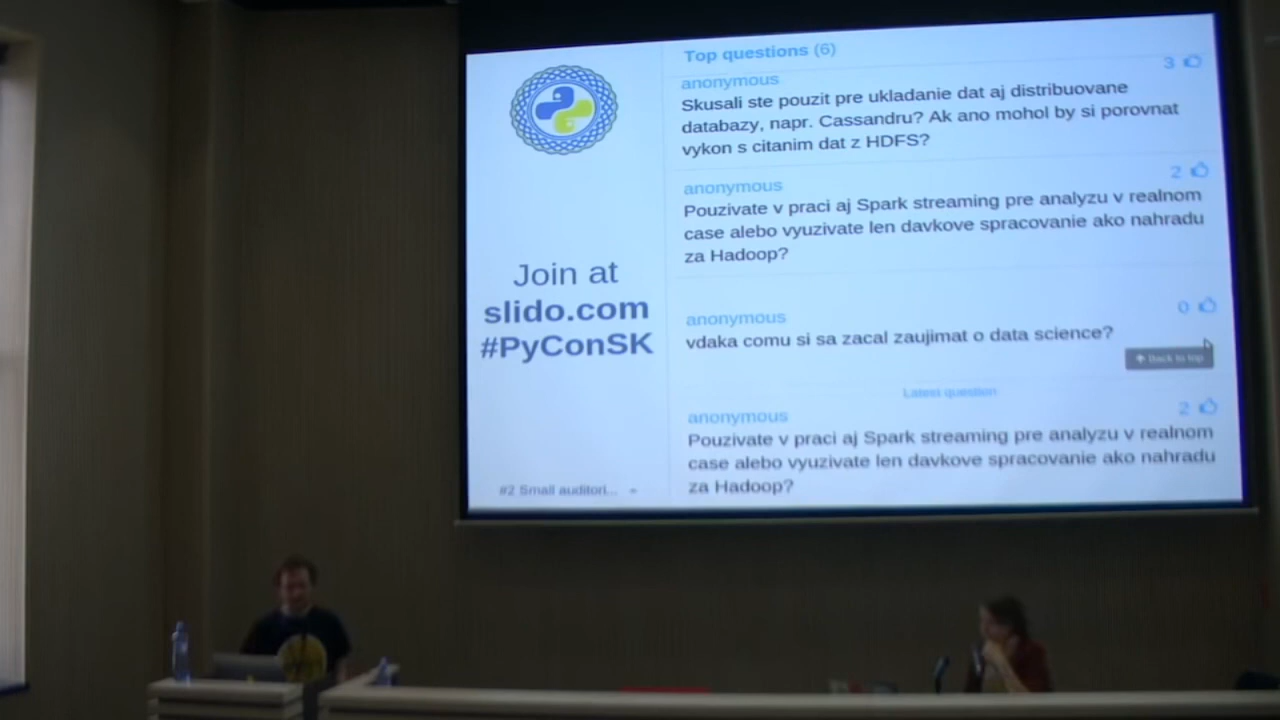 Top questions (6)
3
anonymous
Skusali ste pouzit pre ukladanie dat aj distribuovane
databazy, napr. Cassandru? Ak ano mohol by si porovnat
vykon s citanim dat z HDFS?
2
anonymous
Pouzivate v praci aj Spark streaming pre analyzu v realnom
case alebo vyuzivate len davkove spracovanie ako nahradu
za Hadoop?
Join at
slido.com
#PyConSK
0
anonymous
vdaka comu si sa zacal zaujimat o data science?
Back to top
Latest question
2
anonymous
Pouzivate v praci aj Spark streaming pre analyzu v realnom
case alebo vyuzivate len davkove spracovanie ako nahradu
za Hadoop?
#2 Small auditori...